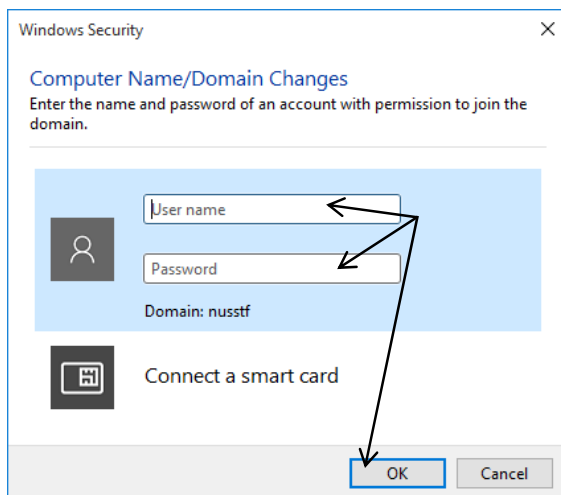 Windows Security
Computer Name/Domain Changes
Enter the name and password of an account with permission to join the
domain.
User name
Password
Domain: nusstf
Connect a smart card
OK
Cancel